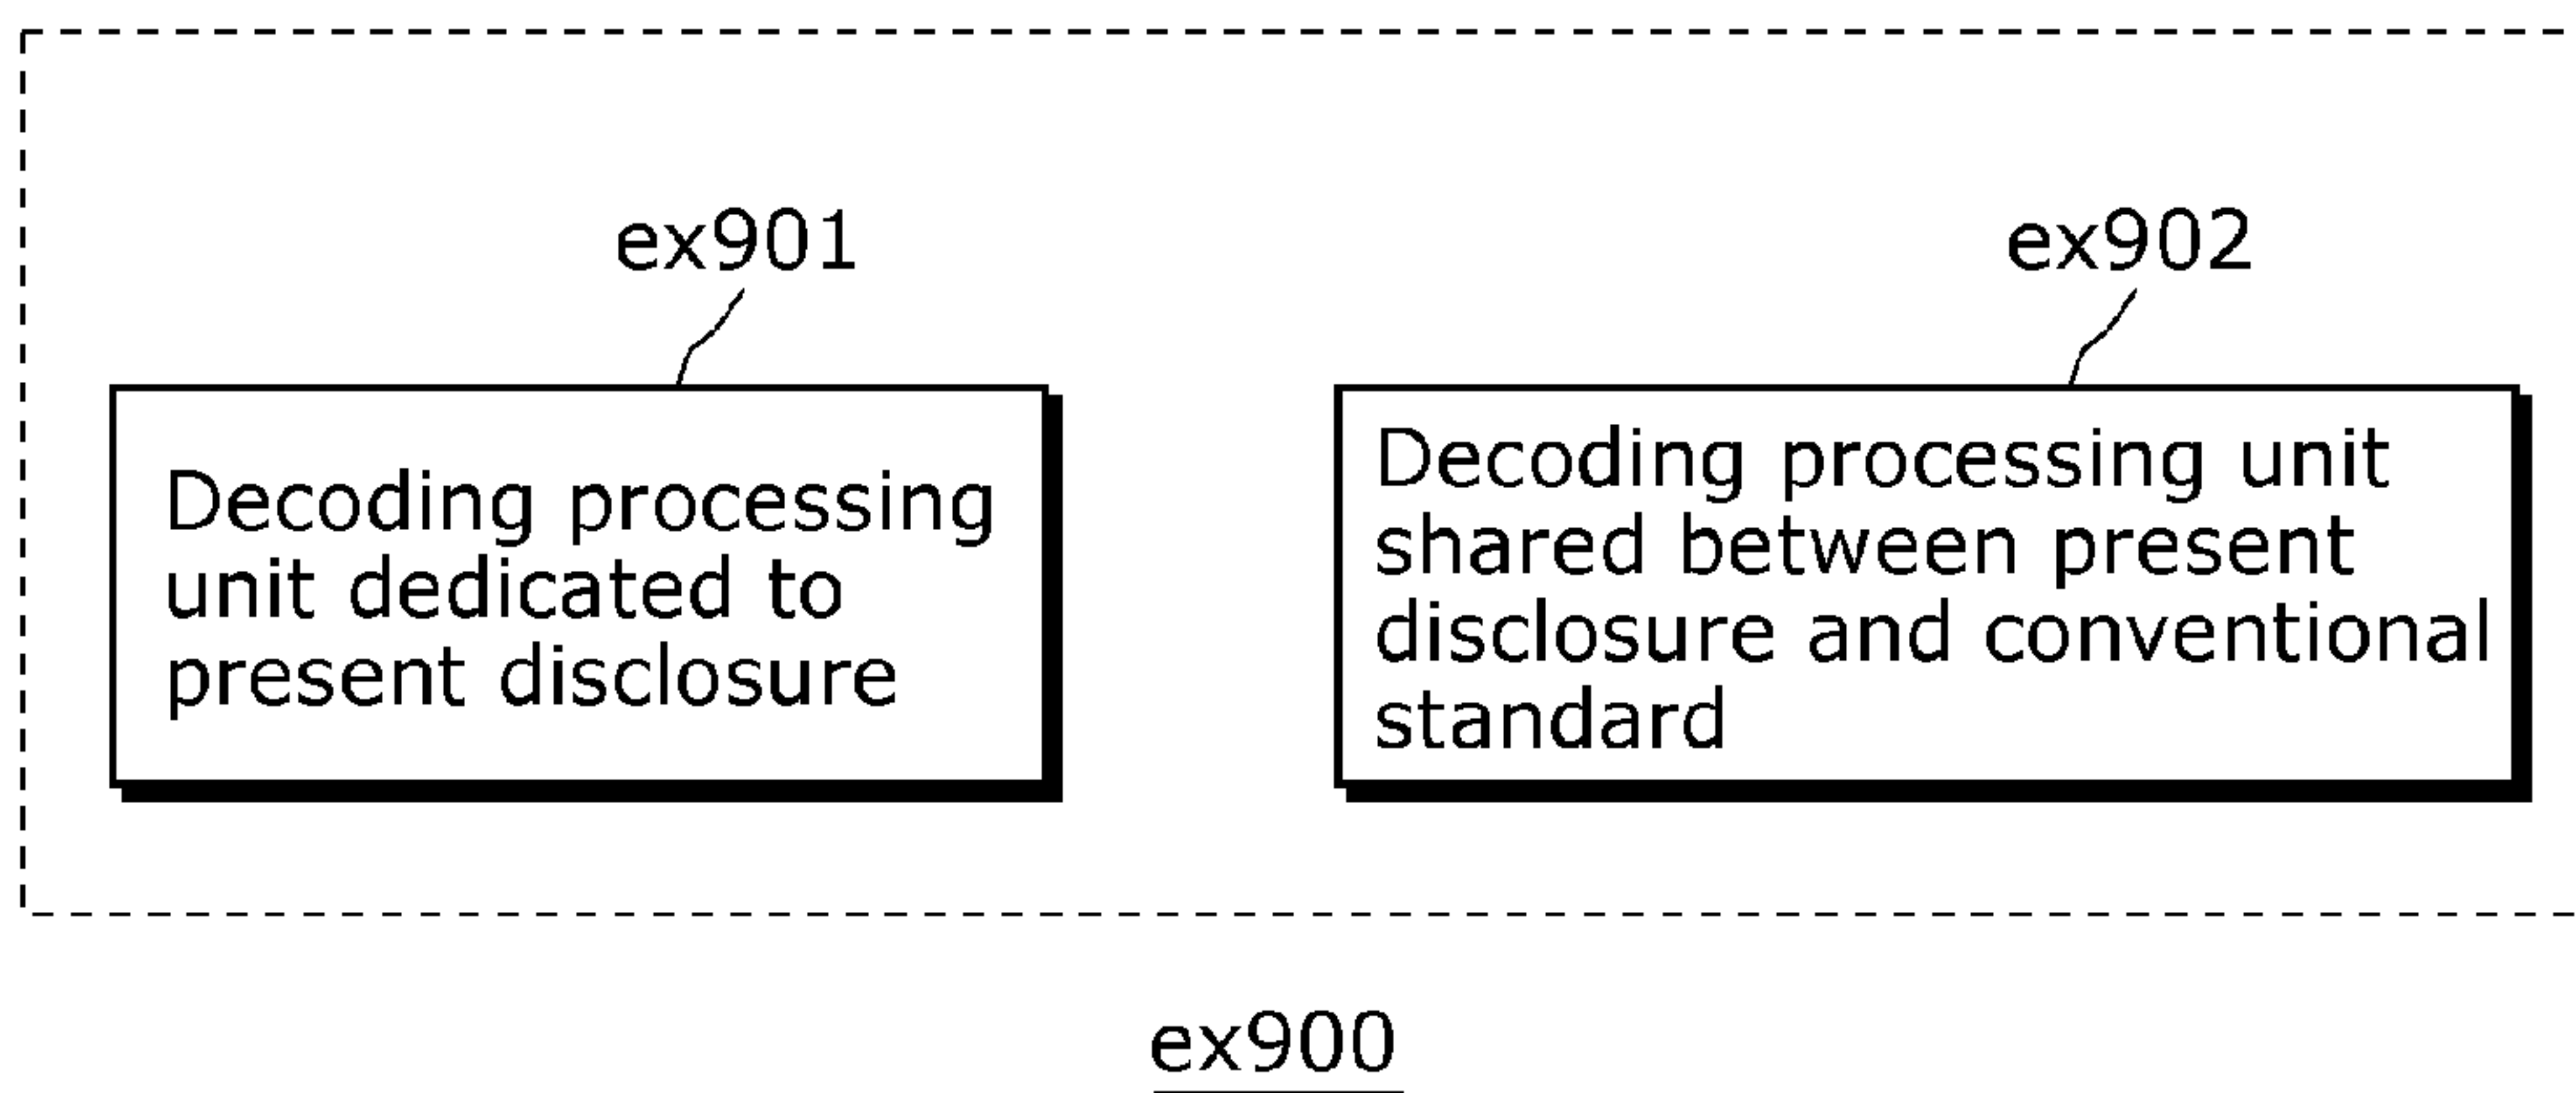 ex901
ex902
Decoding processing
unit dedicated to
present disclosure
Decoding processing unit
shared between present
disclosure and conventional
standard
ex900